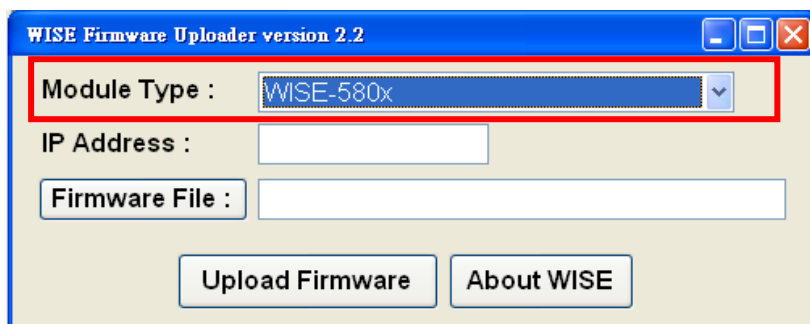 WISE Firmware Uploader version 2.2
Module Type : WISE-580x
IP Address :
Firmware File :
Upload Firmware About WISE